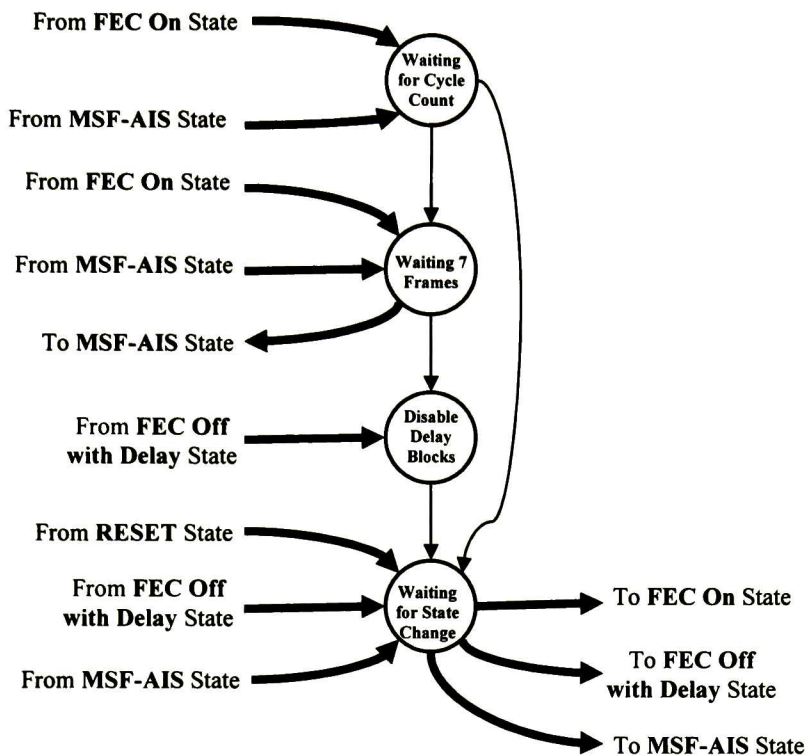 From FEC On State
Waiting
for Cycle
Count
From MSF-AIS State
From FEC On State
From MSF-AIS State
Waiting 7
Frames
To MSF-AIS State
From FEC Off
with Delay State
Disable
Delay
Blocks
From RESET State
From FEC Off
with Delay State
Waiting
for State
Change
From MSF-AIS State
To FEC On State
To FEC Off
with Delay State
To MSF-AIS State